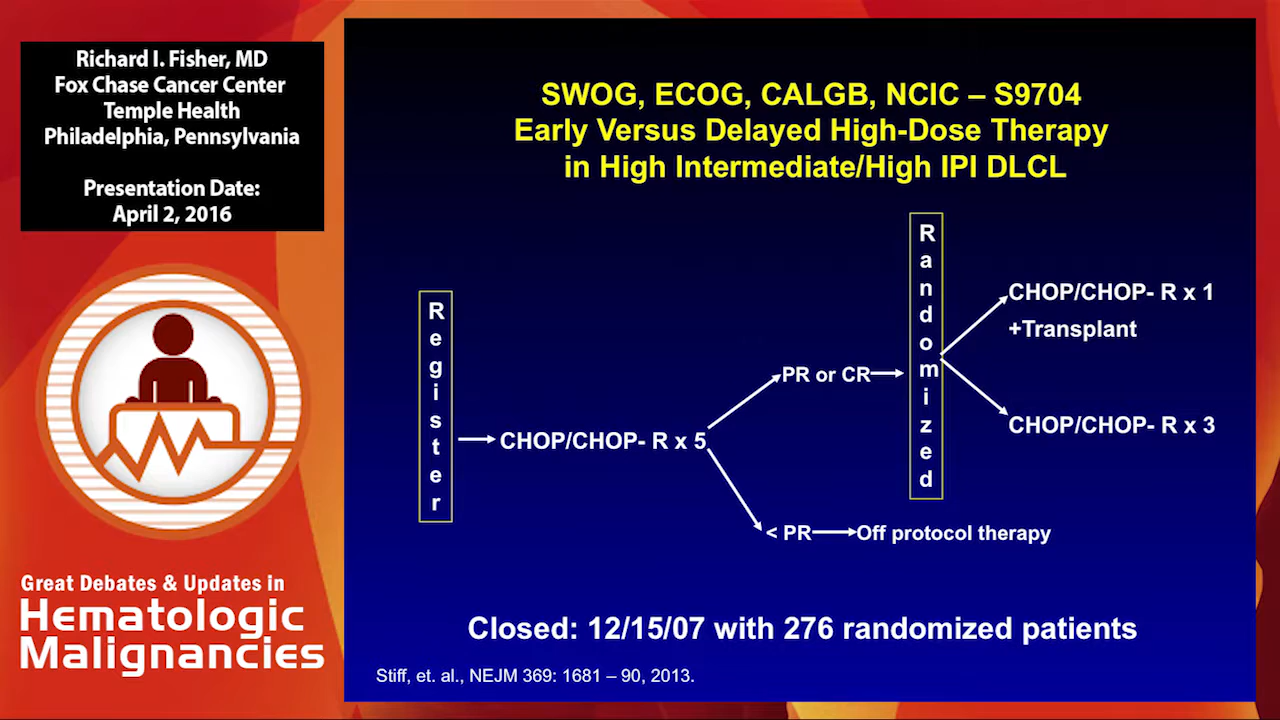 Richard I. Fisher, MD
Fox Chase Cancer Center
Temple Health
Philadelphia, Pennsylvania
Presentation Date:
April 2, 2016
Great Debates & Updates in
Hematologic
Malignancies
SWOG, ECOG, CALGB, NCIC – S9704
Early Versus Delayed High-Dose Therapy
in High Intermediate/High IPI DLCL
Register
CHOP/CHOP- R x 5
PR or CR
< PR
Off protocol therapy
Randomized
CHOP/CHOP- R x 1
+Transplant
CHOP/CHOP- R x 3
Closed: 12/15/07 with 276 randomized patients
Stiff, et. al., NEJM 369: 1681 – 90, 2013.